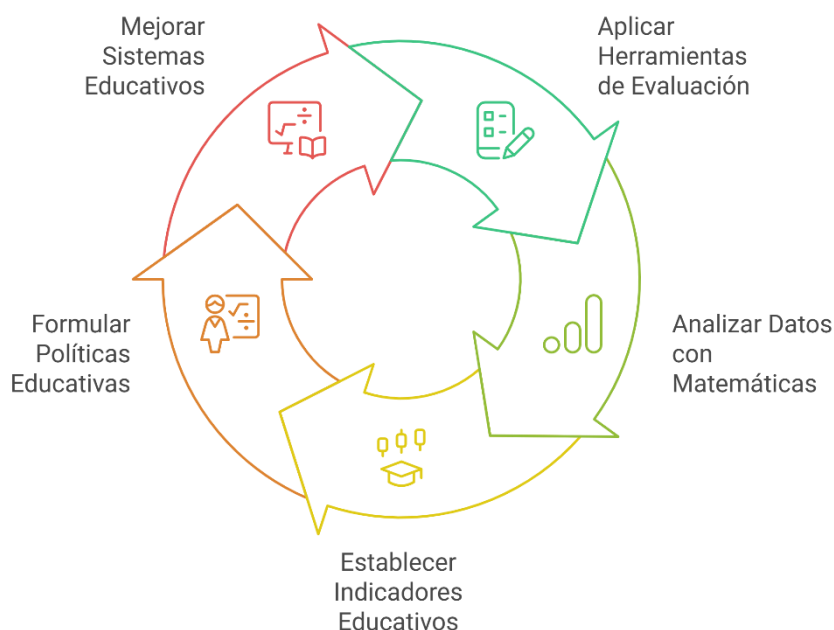 Mejorar
Sistemas
Educativos
Aplicar
Herramientas
de Evaluación
Analizar Datos
con
Matemáticas
Establecer
Indicadores
Educativos
Formular
Políticas
Educativas